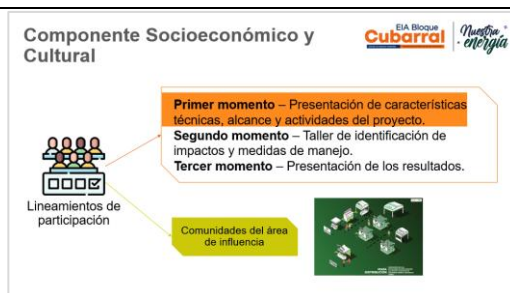 Componente Socioeconómico y
Cultural
EIA Bloque
Cubarral
Nuestra
energía
Primer momento – Presentación de características
técnicas, alcance y actividades del proyecto.
Segundo momento – Taller de identificación de
impactos y medidas de manejo.
Tercer momento – Presentación de los resultados.
Lineamientos de
participación
Comunidades del área
de influencia